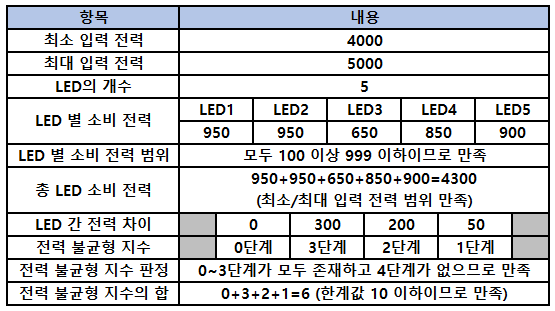 항목 내용
최소 입력 전력 4000
최대 입력 전력 5000
LED의 개수 5
LED 별 소비 전력 LED1 LED2 LED3 LED4 LED5
950 950 650 850 900
LED 별 소비 전력 범위 모두 100 이상 999 이하이므로 만족
총 LED 소비 전력 950+950+650+850+900=4300
(최소/최대 입력 전력 범위 만족)
LED 간 전력 차이 0 300 200 50
전력 불균형 지수 0단계 3단계 2단계 1단계
전력 불균형 지수 판정 0~3단계가 모두 존재하고 4단계가 없으므로 만족
전력 불균형 지수의 합 0+3+2+1=6 (한계값 10 이하이므로 만족)